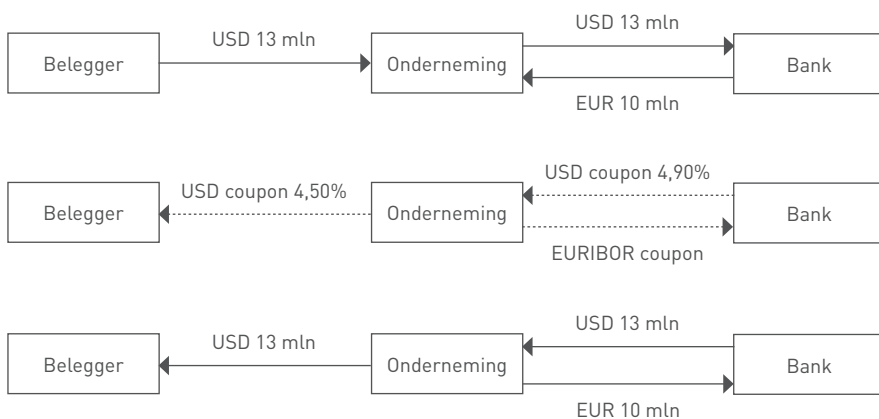 USD 13 mln
USD 13 mln
Belegger
Onderneming
Bank
EUR 10 mln
USD coupon 4,90%
USD coupon 4,50%
Belegger
Onderneming
Bank
EURIBOR coupon
USD 13 mln
USD 13 mln
Belegger
Onderneming
Bank
EUR 10 mln